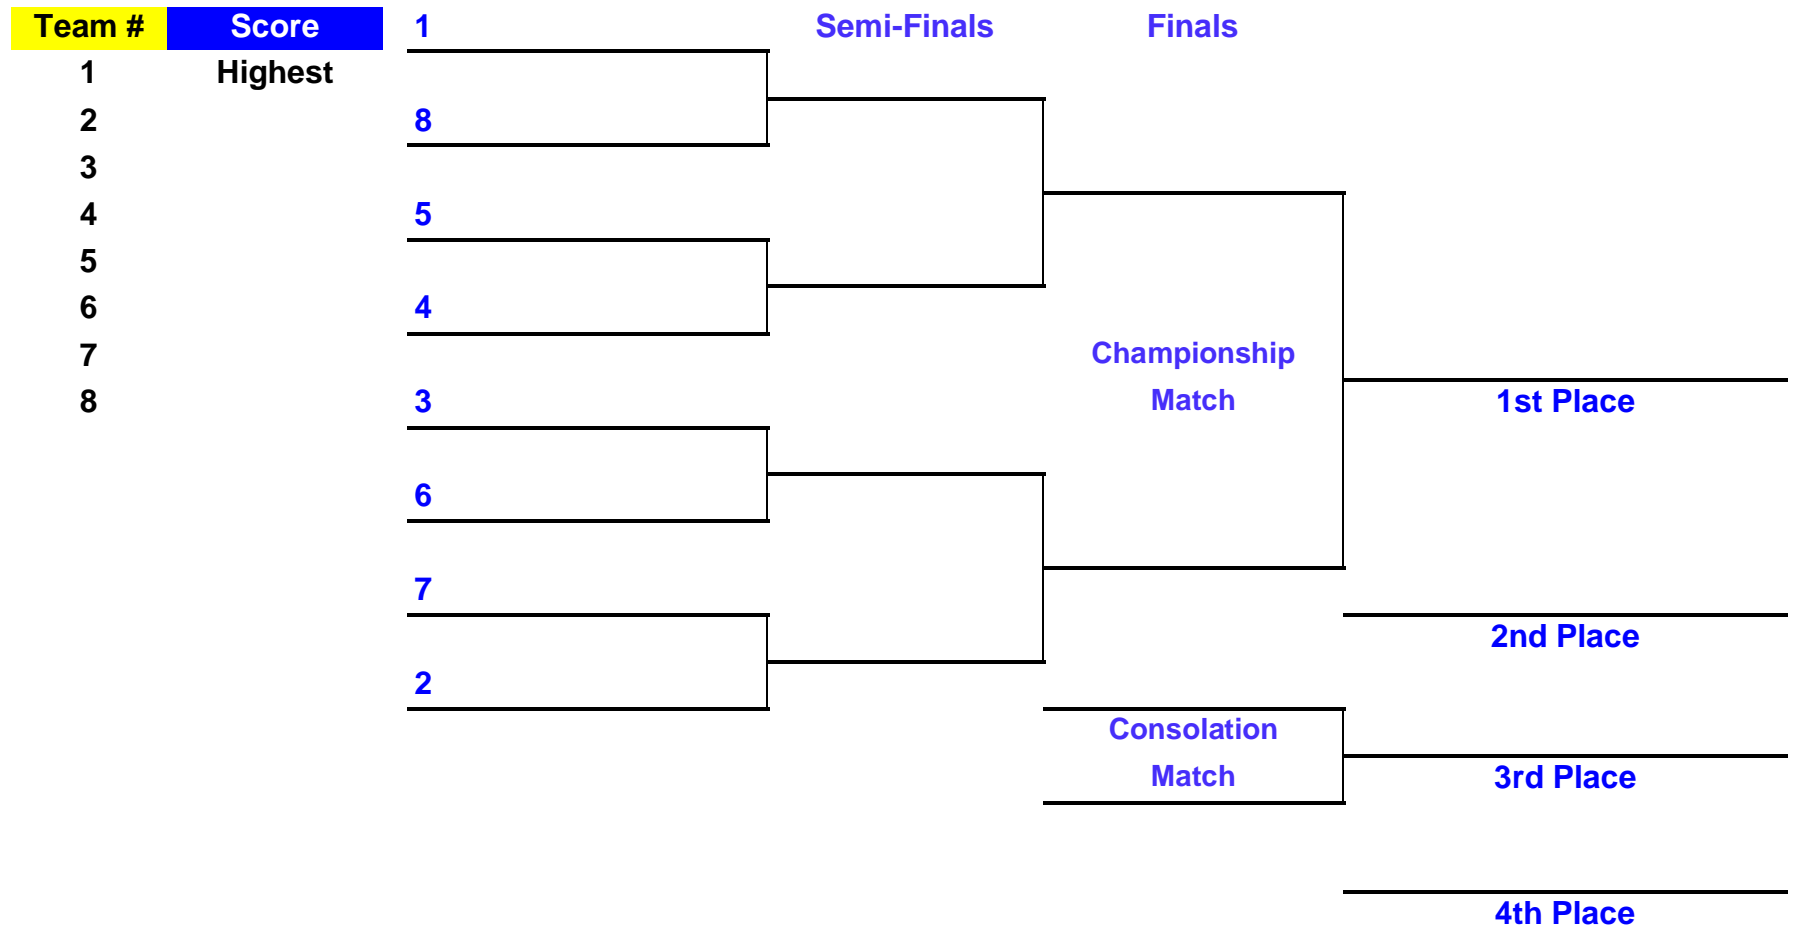 Team # Score 1 Semi-Finals Finals
1 Highest
2 8
3
4 5
5
6 4
7 Championship
8 3 Match 1st Place
6
7
2nd Place
2
Consolation
Match 3rd Place
4th Place